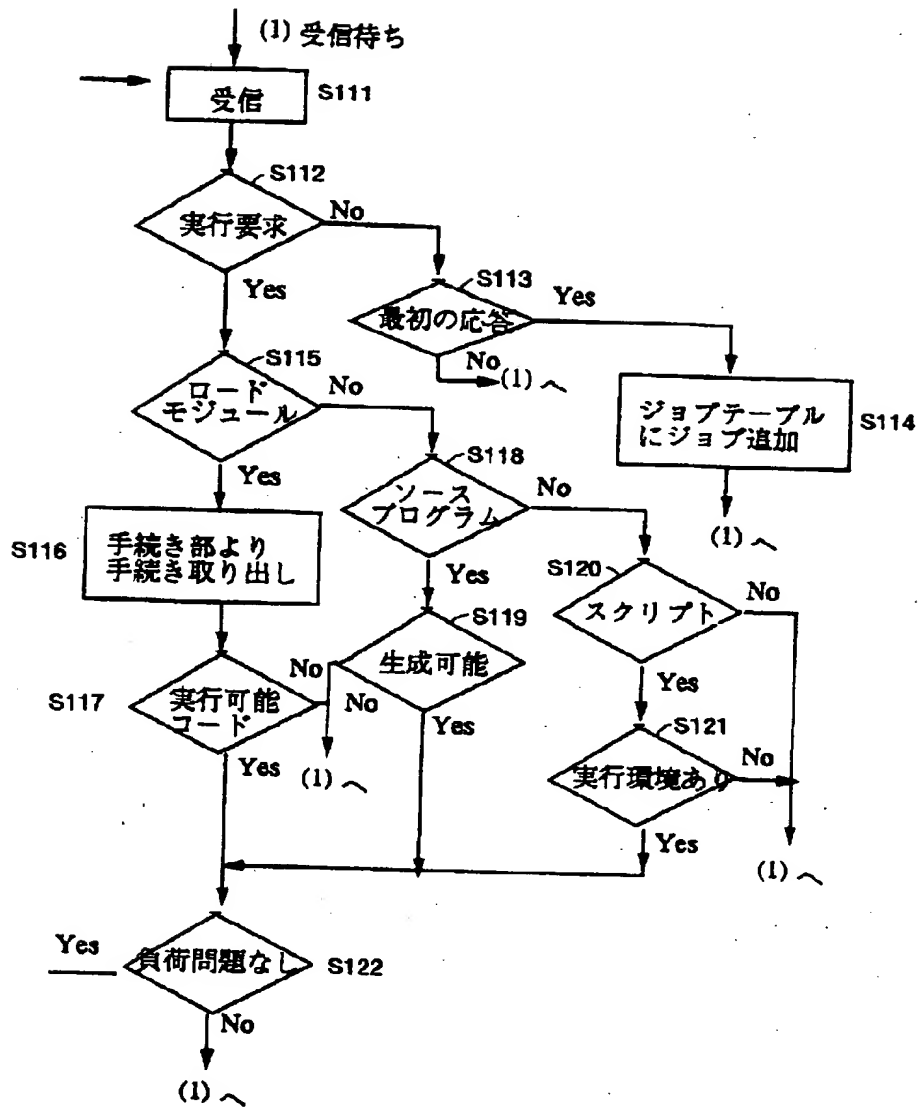 (1) 受信待ち
受信
S111
S112
実行要求
No
Yes
S113
最初の応答
Yes
No
(1) へ
S115
ロード
モジュール
No
Yes
ジョブテーブル
にジョブ追加
S114
(1) へ
S118
ソース
プログラム
No
Yes
S116
手続き部より
手続き取り出し
S120
スクリプト
No
Yes
S119
生成可能
No
Yes
S117
実行可能
コード
No
Yes
(1) へ
S121
実行環境あり
No
Yes
(1) へ
Yes
負荷問題なし
S122
No
(1) へ